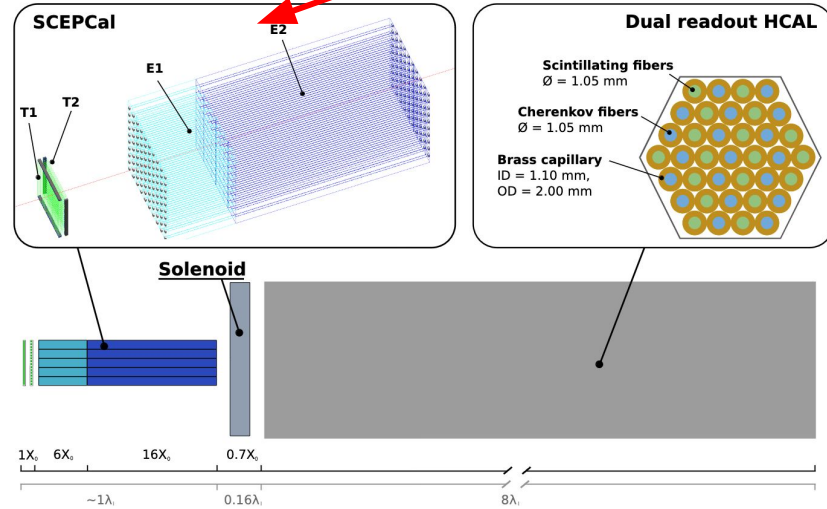 SCEPCal
E2
E1
T2
T1
Dual readout HCAL
Scintillating fibers
Ø = 1.05 mm
Cherenkov fibers
Ø = 1.05 mm
Brass capillary
ID = 1.10 mm,
OD = 2.00 mm
Solenoid
1X₀ 6X₀ 16X₀ 0.7X₀
~1λᵢ 0.16λᵢ 8λᵢ